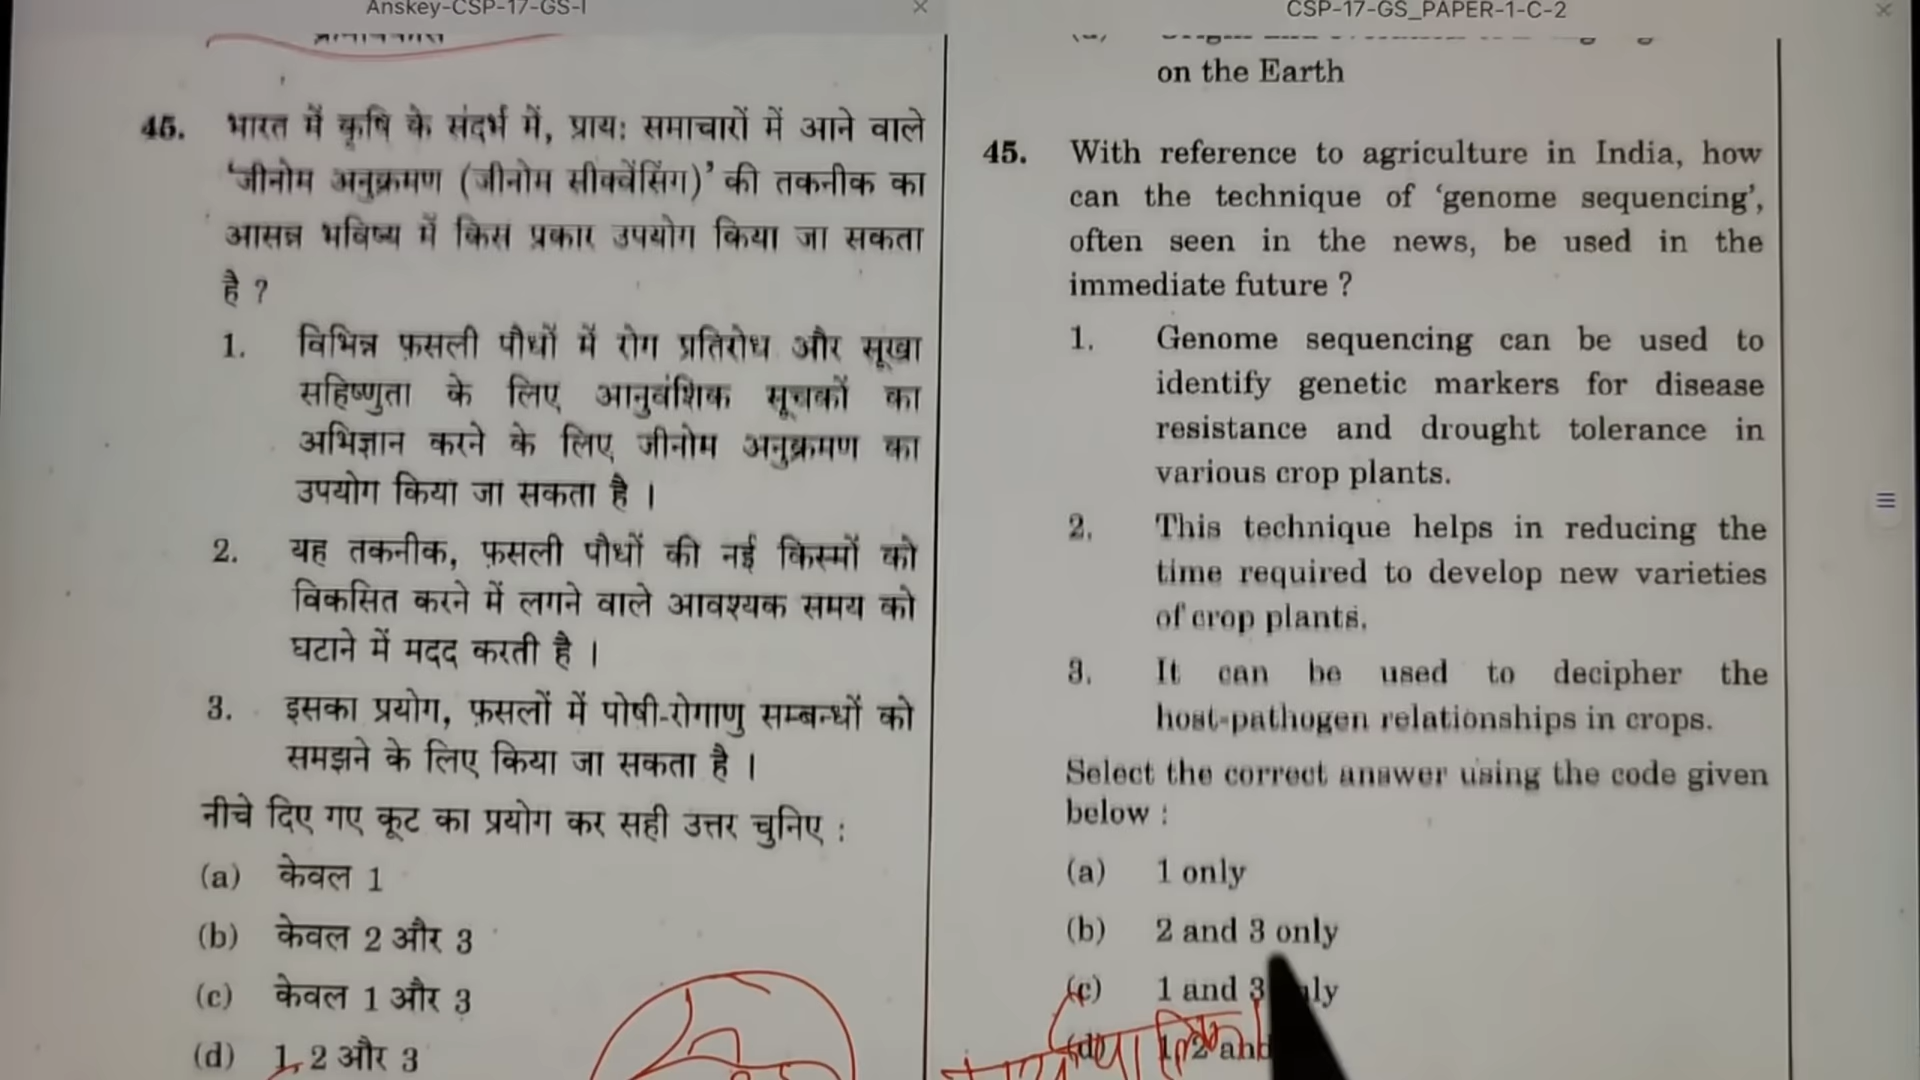 Anskey-CSP-17-GS-I
CSP-17-GS_PAPER-1-C-2
45. भारत में कृषि के संदर्भ में, प्रायः समाचारों में आने वाले
'जीनोम अनुक्रमण (जीनोम सीक्वेंसिंग)' की तकनीक का
आसन्न भविष्य में किस प्रकार उपयोग किया जा सकता
है ?
1. विभिन्न फ़सली पौधों में रोग प्रतिरोध और सूखा
सहिष्णुता के लिए आनुवंशिक सूचकों का
अभिज्ञान करने के लिए जीनोम अनुक्रमण का
उपयोग किया जा सकता है ।
2. यह तकनीक, फ़सली पौधों की नई किस्मों को
विकसित करने में लगने वाले आवश्यक समय को
घटाने में मदद करती है ।
3. इसका प्रयोग, फ़सलों में पोषी-रोगाणु सम्बन्धों को
समझने के लिए किया जा सकता है ।
नीचे दिए गए कूट का प्रयोग कर सही उत्तर चुनिए :
(a) केवल 1
(b) केवल 2 और 3
(c) केवल 1 और 3
(d) 1, 2 और 3
on the Earth
45. With reference to agriculture in India, how
can the technique of 'genome sequencing',
often seen in the news, be used in the
immediate future ?
1. Genome sequencing can be used to
identify genetic markers for disease
resistance and drought tolerance in
various crop plants.
2. This technique helps in reducing the
time required to develop new varieties
of crop plants.
3. It can be used to decipher the
host-pathogen relationships in crops.
Select the correct answer using the code given
below :
(a) 1 only
(b) 2 and 3 only
(c) 1 and 3
(d) 1, 2